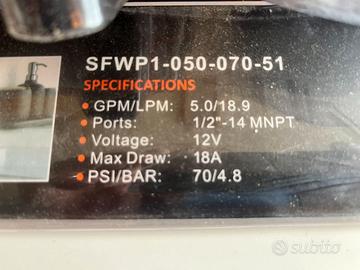 SFWP1-050-070-51
SPECIFICATIONS
• GPM/LPM: 5.0/18.9
• Ports: 1/2"-14 MNPT
• Voltage: 12V
• Max Draw: 18A
• PSI/BAR: 70/4.8
subito